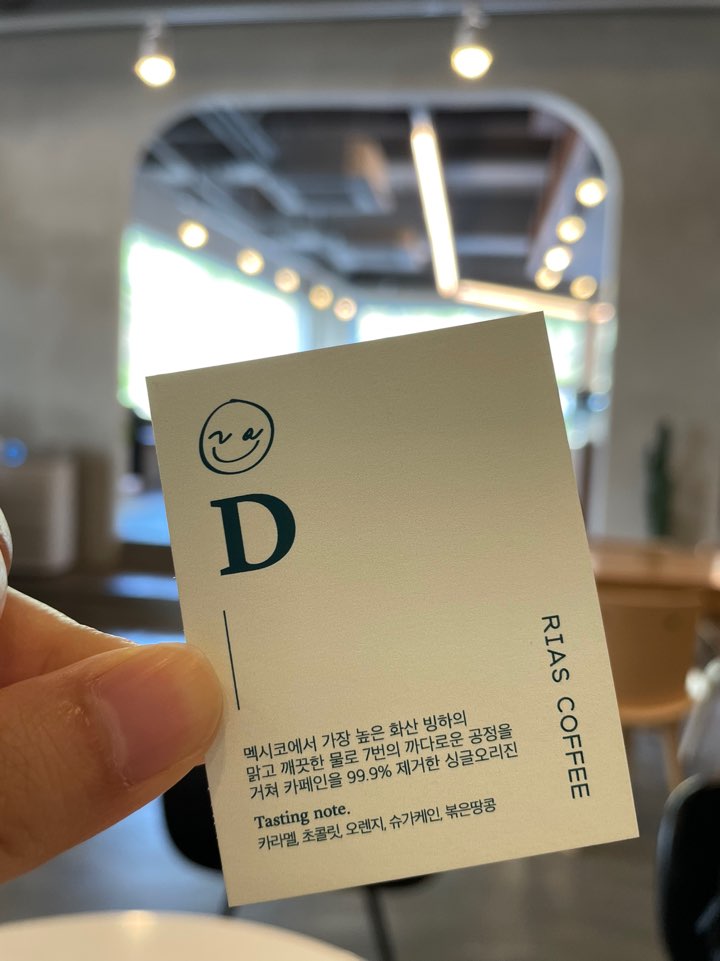 D
멕시코에서 가장 높은 화산 빙하의
맑고 깨끗한 물로 7번의 까다로운 공정을
거쳐 카페인을 99.9% 제거한 싱글오리진
Tasting note.
카라멜, 초콜릿, 오렌지, 슈가케인, 볶은땅콩
RIAS COFFEE